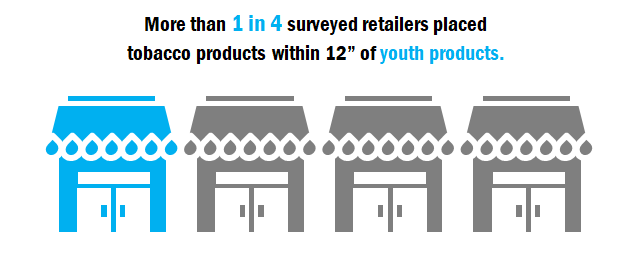 More than 1 in 4 surveyed retailers placed
tobacco products within 12” of youth products.